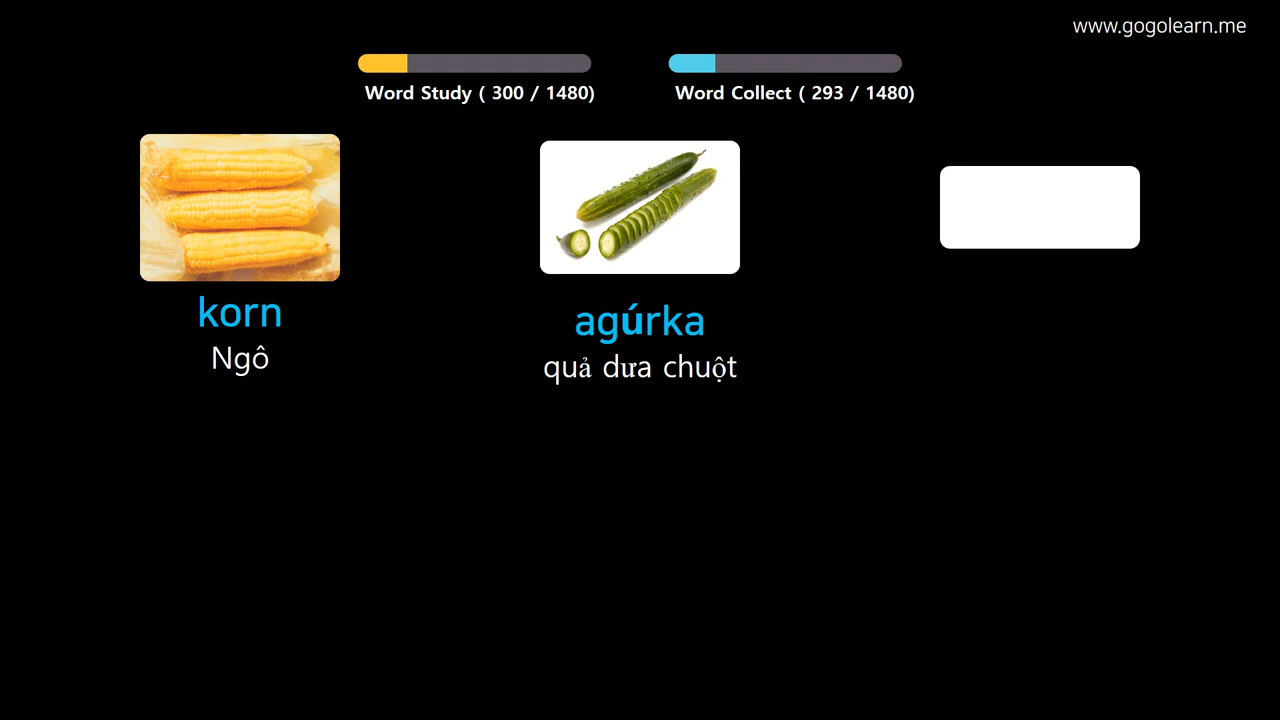 www.gogolearn.me
Word Study ( 300 / 1480)
Word Collect ( 293 / 1480)
korn
Ngô
agúrka
quả dưa chuột